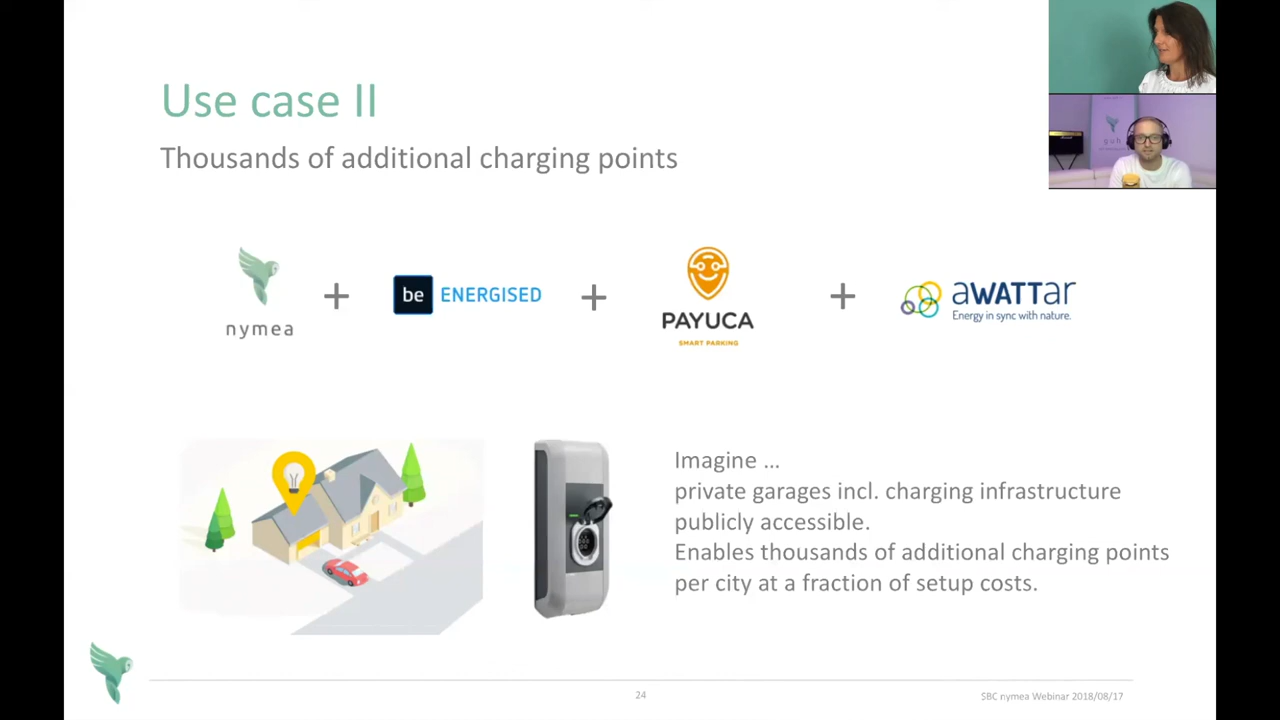 Use case II
Thousands of additional charging points
nymea
+
be ENERGISED
+
PAYUCA
SMART PARKING
+
aWATTar
Energy in sync with nature.
guh
Imagine ...
private garages incl. charging infrastructure
publicly accessible.
Enables thousands of additional charging points
per city at a fraction of setup costs.
24
SBC nymea Webinar 2018/08/17